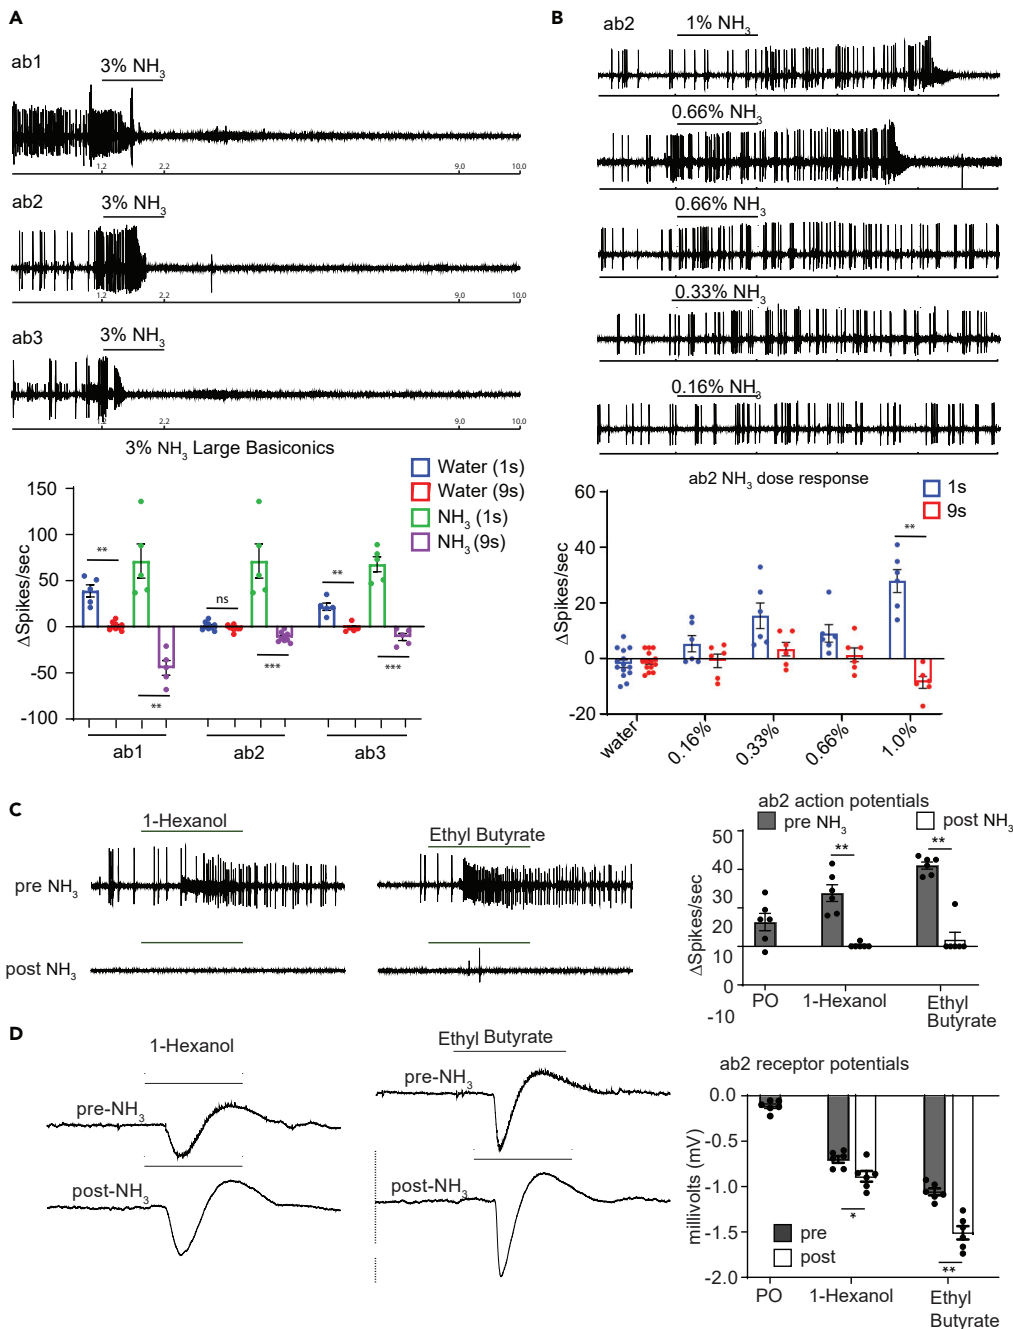 A
ab1
3% NH3
1.2 2.2 9.0 10.0
ab2
3% NH3
1.2 2.2 9.0 10.0
ab3
3% NH3
1.2 2.2 9.0 10.0
3% NH3 Large Basiconics
Water (1s)
Water (9s)
NH3 (1s)
NH3 (9s)
ΔSpikes/sec
150
100
50
0
-50
-100
**
**
ns
***
**
***
ab1 ab2 ab3
B
ab2
1% NH3
0.66% NH3
0.66% NH3
0.33% NH3
0.16% NH3
ab2 NH3 dose response
1s
9s
ΔSpikes/sec
60
40
20
0
-20
**
water 0.16% 0.33% 0.66% 1.0%
C
1-Hexanol
Ethyl Butyrate
pre NH3
post NH3
ab2 action potentials
pre NH3 post NH3
ΔSpikes/sec
50
40
30
20
10
0
-10
**
**
PO 1-Hexanol Ethyl
Butyrate
D
1-Hexanol
Ethyl Butyrate
pre-NH3
pre-NH3
post-NH3
post-NH3
ab2 receptor potentials
millivolts (mV)
0.0
-0.5
-1.0
-1.5
-2.0
*
**
pre
post
PO 1-Hexanol Ethyl
Butyrate